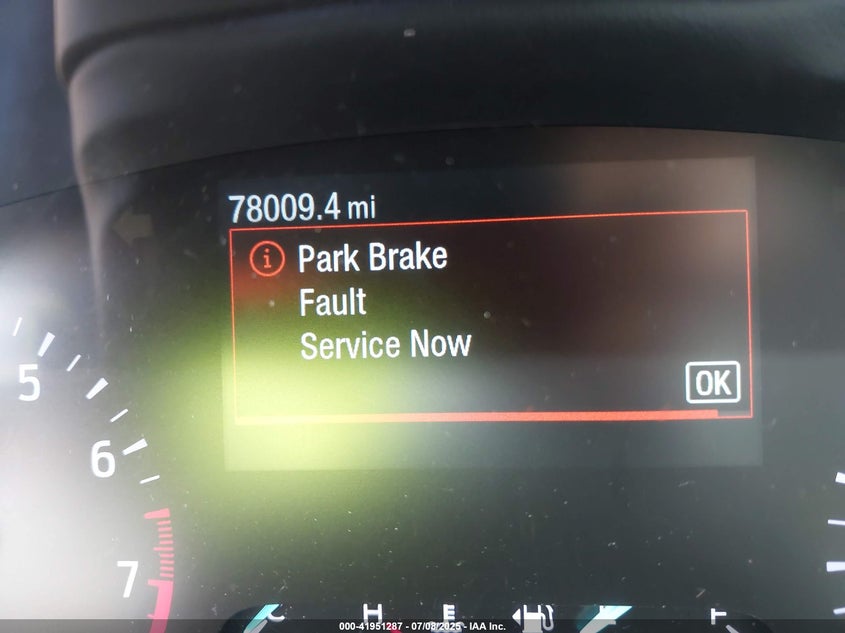 78009.4 mi
i
Park Brake
Fault
Service Now
OK
5
6
7
C
H
E
F
000-41951287 - 07/08/2025 - IAA Inc.